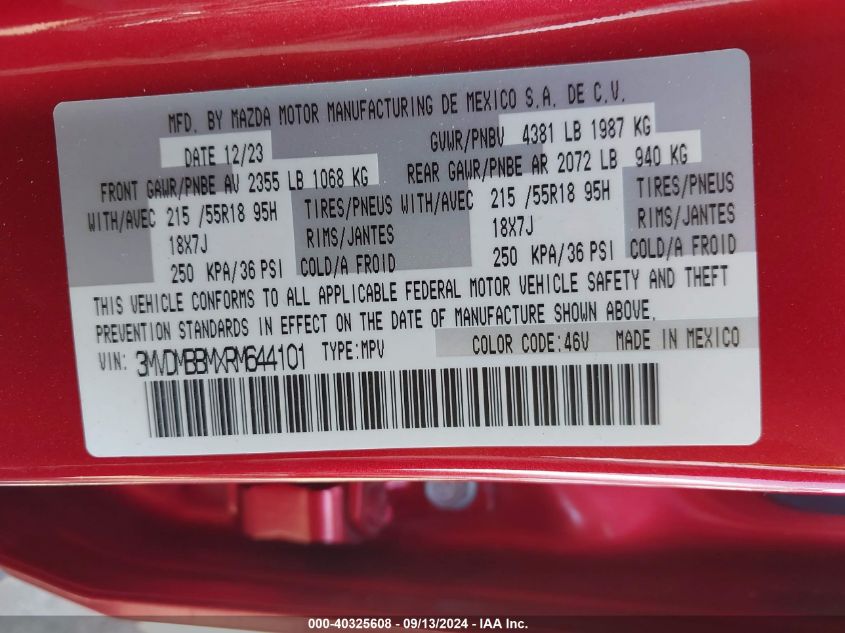 MFD. BY MAZDA MOTOR MANUFACTURING DE MEXICO S.A. DE C.V.
DATE 12/23 GVWR/PNBV 4381 LB 1987 KG
FRONT GAWR/PNBE AV 2355 LB 1068 KG REAR GAWR/PNBE AR 2072 LB 940 KG
WITH/AVEC 215 /55R18 95H TIRES/PNEUS WITH/AVEC 215 /55R18 95H TIRES/PNEUS
18X7J RIMS/JANTES 18X7J RIMS/JANTES
250 KPA/36 PSI COLD/A FROID 250 KPA/36 PSI COLD/A FROID
THIS VEHICLE CONFORMS TO ALL APPLICABLE FEDERAL MOTOR VEHICLE SAFETY AND THEFT
PREVENTION STANDARDS IN EFFECT ON THE DATE OF MANUFACTURE SHOWN ABOVE.
VIN: 3MVDMBBMXRM644101 TYPE:MPV COLOR CODE:46V MADE IN MEXICO
000-40325608 - 09/13/2024 - IAA Inc.